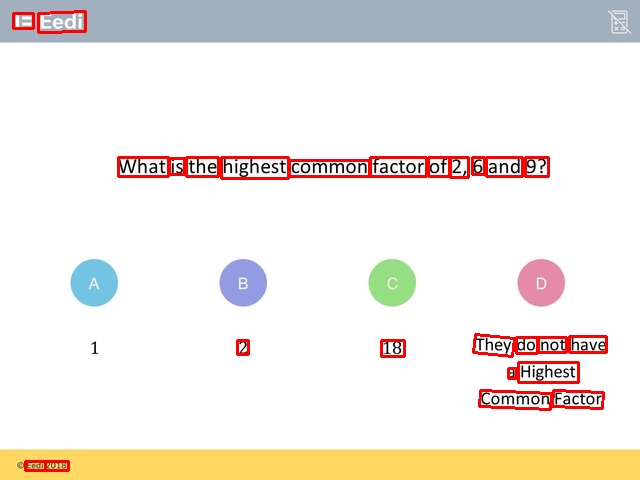 Eedi
What is the highest common factor of 2, 6 and 9?
A
B
C
D
1
2
18
They do not have
a Highest
Common Factor
© Eedi 2018